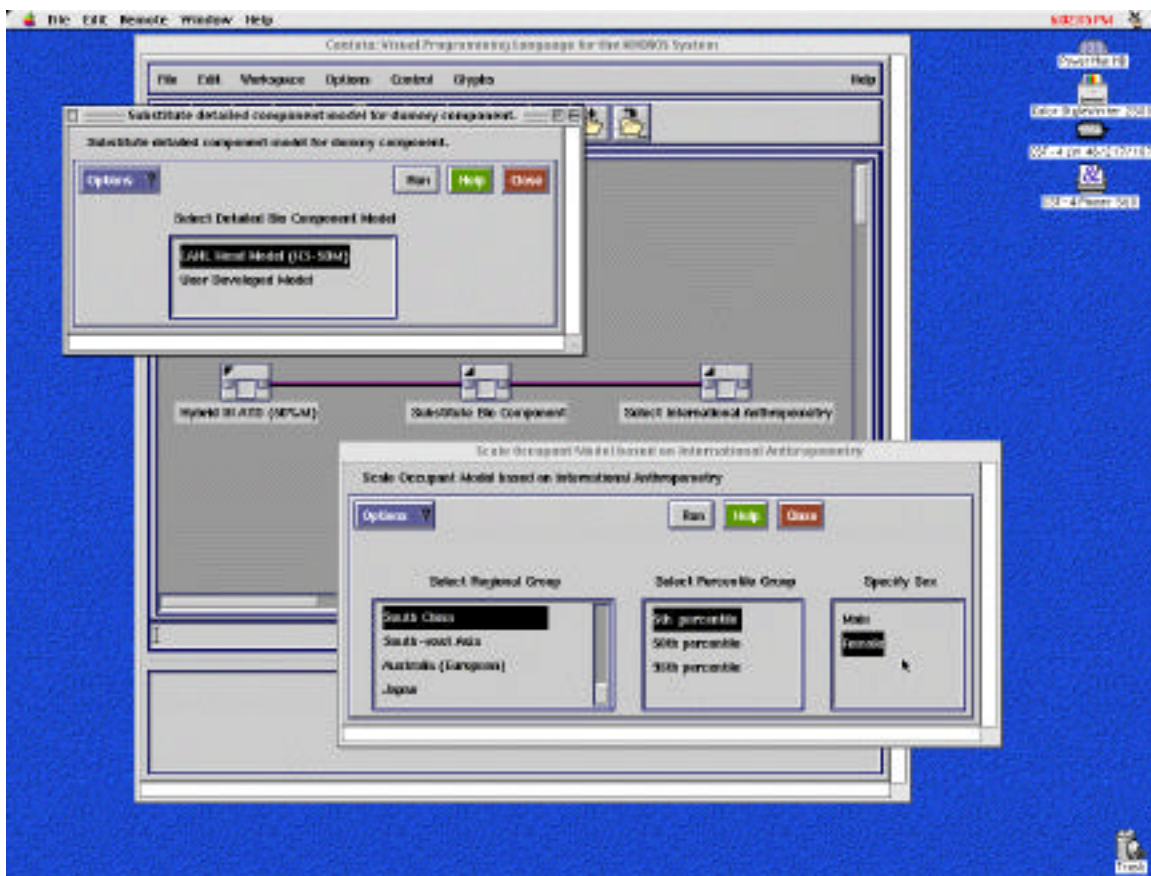 File Edit Remote Window Help
PM
Cantata: Visual Programming Language for the KHOROS System
File Edit Workspace Options Control Glyphs Help
Substitute detailed component model for dummy component.
Substitute detailed component model for dummy component.
Options Run Help Close
Select Detailed Bio Component Model
Head Model
User Developed Model
Hybrid III ATD
Substitute Bio Component
Select International Anthropometry
Scale Occupant Model based on International Anthropometry
Scale Occupant Model based on International Anthropometry
Options Run Help Close
Select Regional Group
Select Percentile Group
Specify Sex
South China
South-east Asia
Australia (European)
Japan
5th percentile
50th percentile
95th percentile
Male
Female
Trash